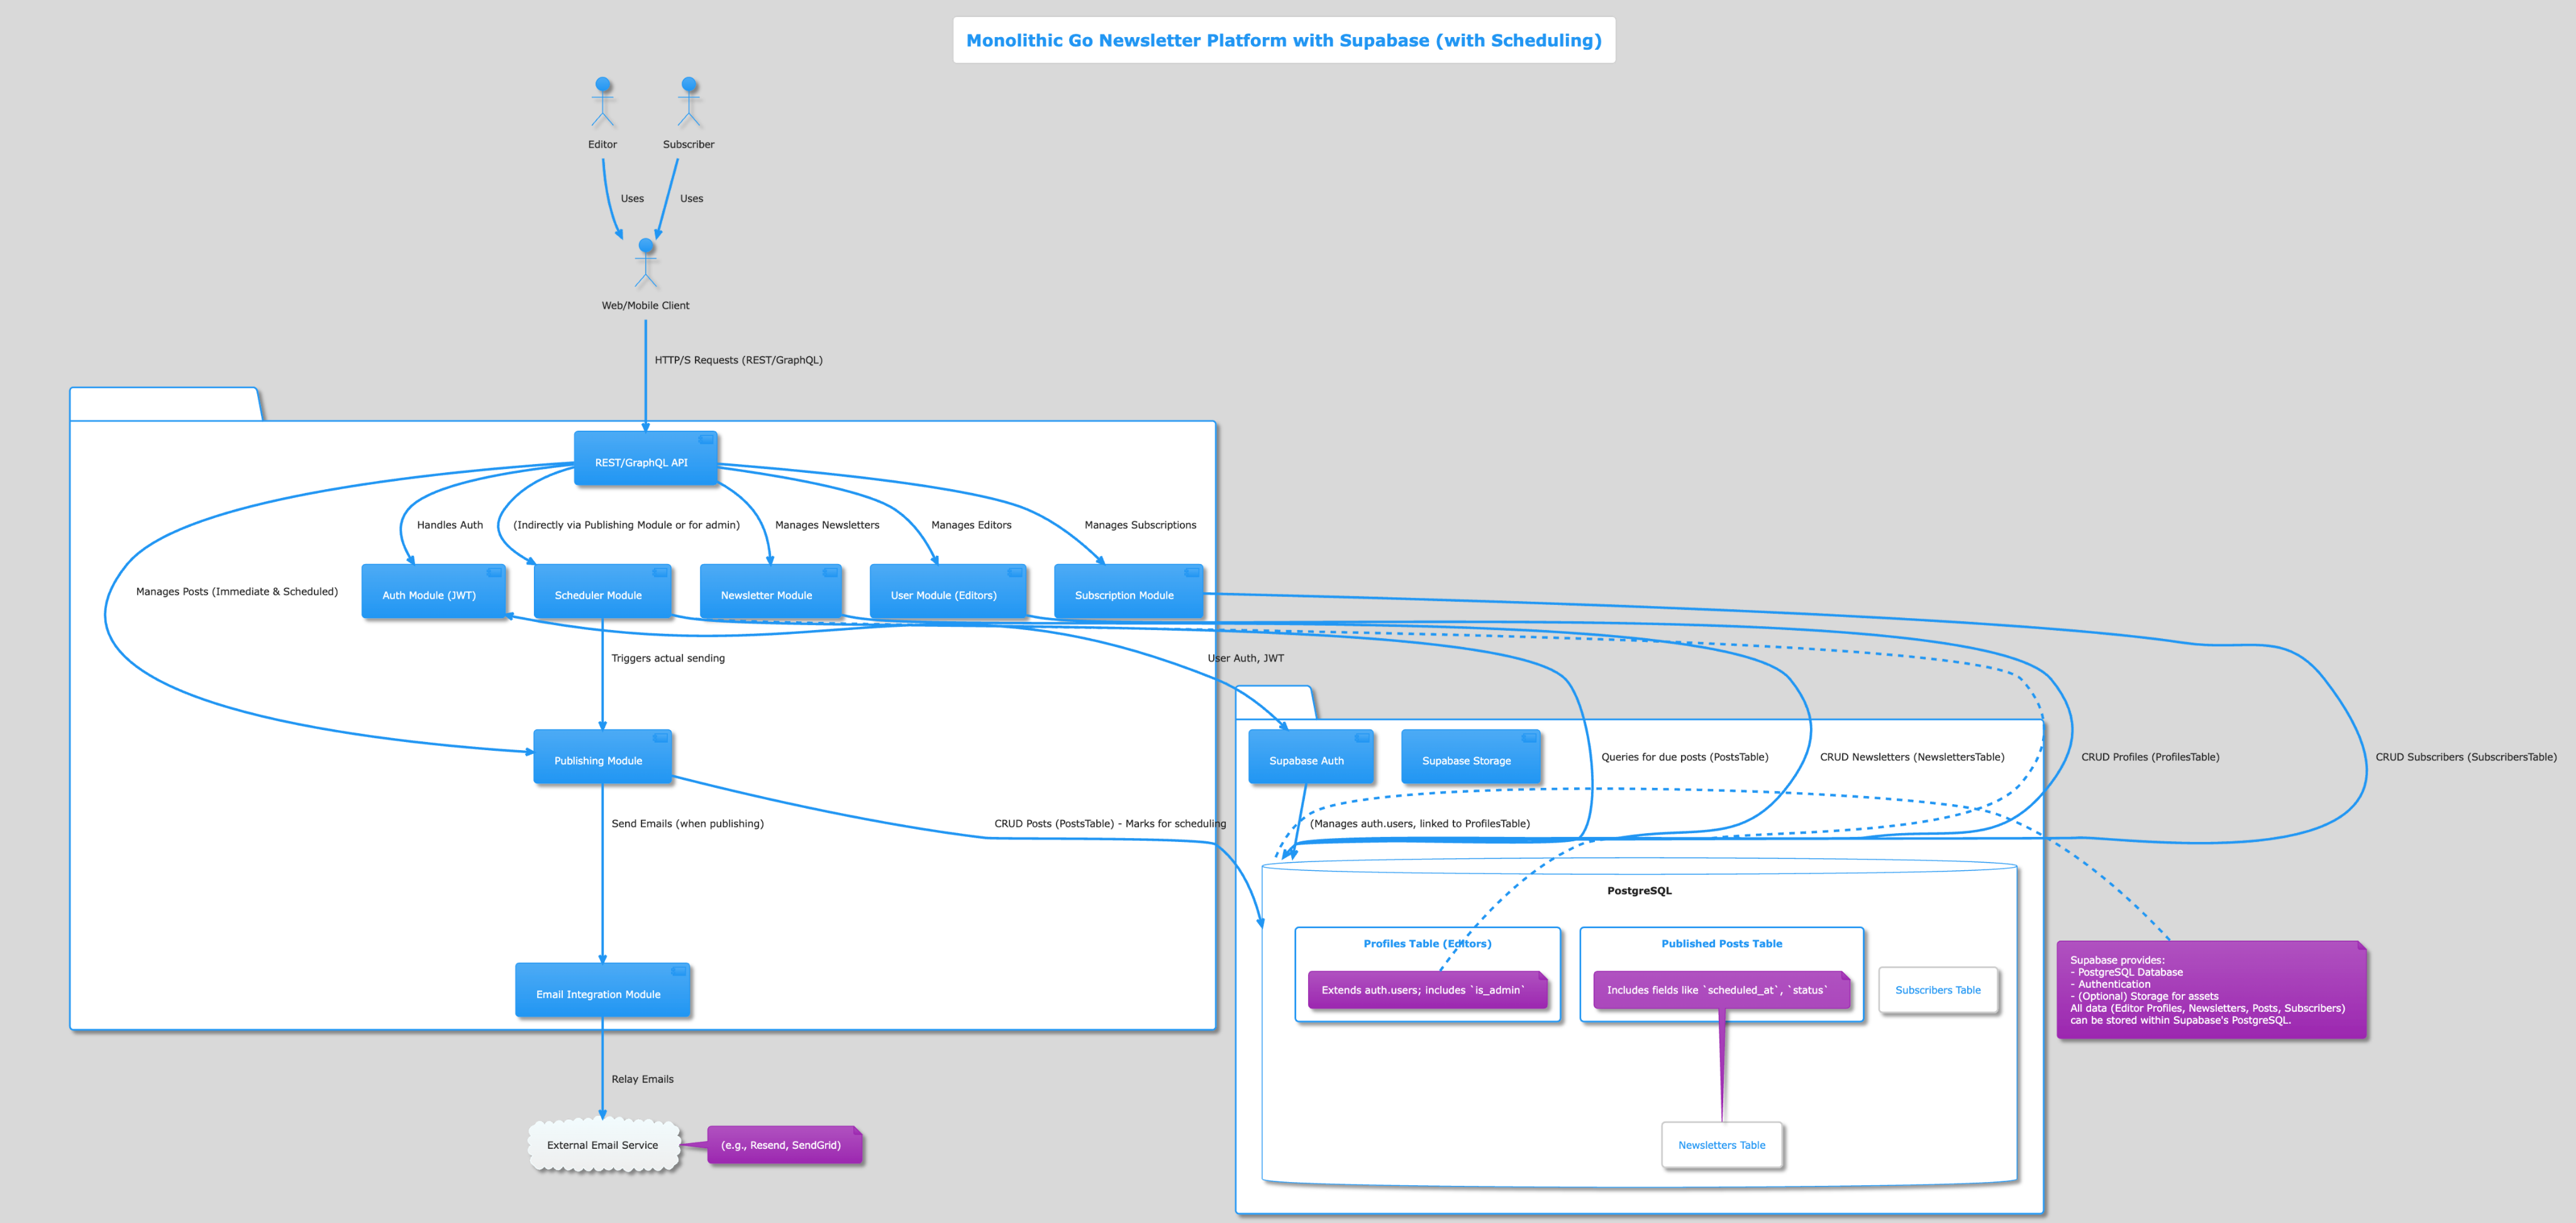 Monolithic Go Newsletter Platform with Supabase (with Scheduling)
Editor
Subscriber
Uses
Uses
Web/Mobile Client
HTTP/S Requests (REST/GraphQL)
REST/GraphQL API
Handles Auth
(Indirectly via Publishing Module or for admin)
Manages Newsletters
Manages Editors
Manages Subscriptions
Manages Posts (Immediate & Scheduled)
Auth Module (JWT)
Scheduler Module
Newsletter Module
User Module (Editors)
Subscription Module
Triggers actual sending
User Auth, JWT
Publishing Module
Supabase Auth
Supabase Storage
Queries for due posts (PostsTable)
CRUD Newsletters (NewslettersTable)
CRUD Profiles (ProfilesTable)
CRUD Subscribers (SubscribersTable)
Send Emails (when publishing)
CRUD Posts (PostsTable) - Marks for scheduling
(Manages auth.users, linked to ProfilesTable)
PostgreSQL
Profiles Table (Editors)
Extends auth.users; includes `is_admin`
Published Posts Table
Includes fields like `scheduled_at`, `status`
Subscribers Table
Supabase provides:
- PostgreSQL Database
- Authentication
- (Optional) Storage for assets
All data (Editor Profiles, Newsletters, Posts, Subscribers)
can be stored within Supabase's PostgreSQL.
Email Integration Module
Relay Emails
External Email Service
(e.g., Resend, SendGrid)
Newsletters Table